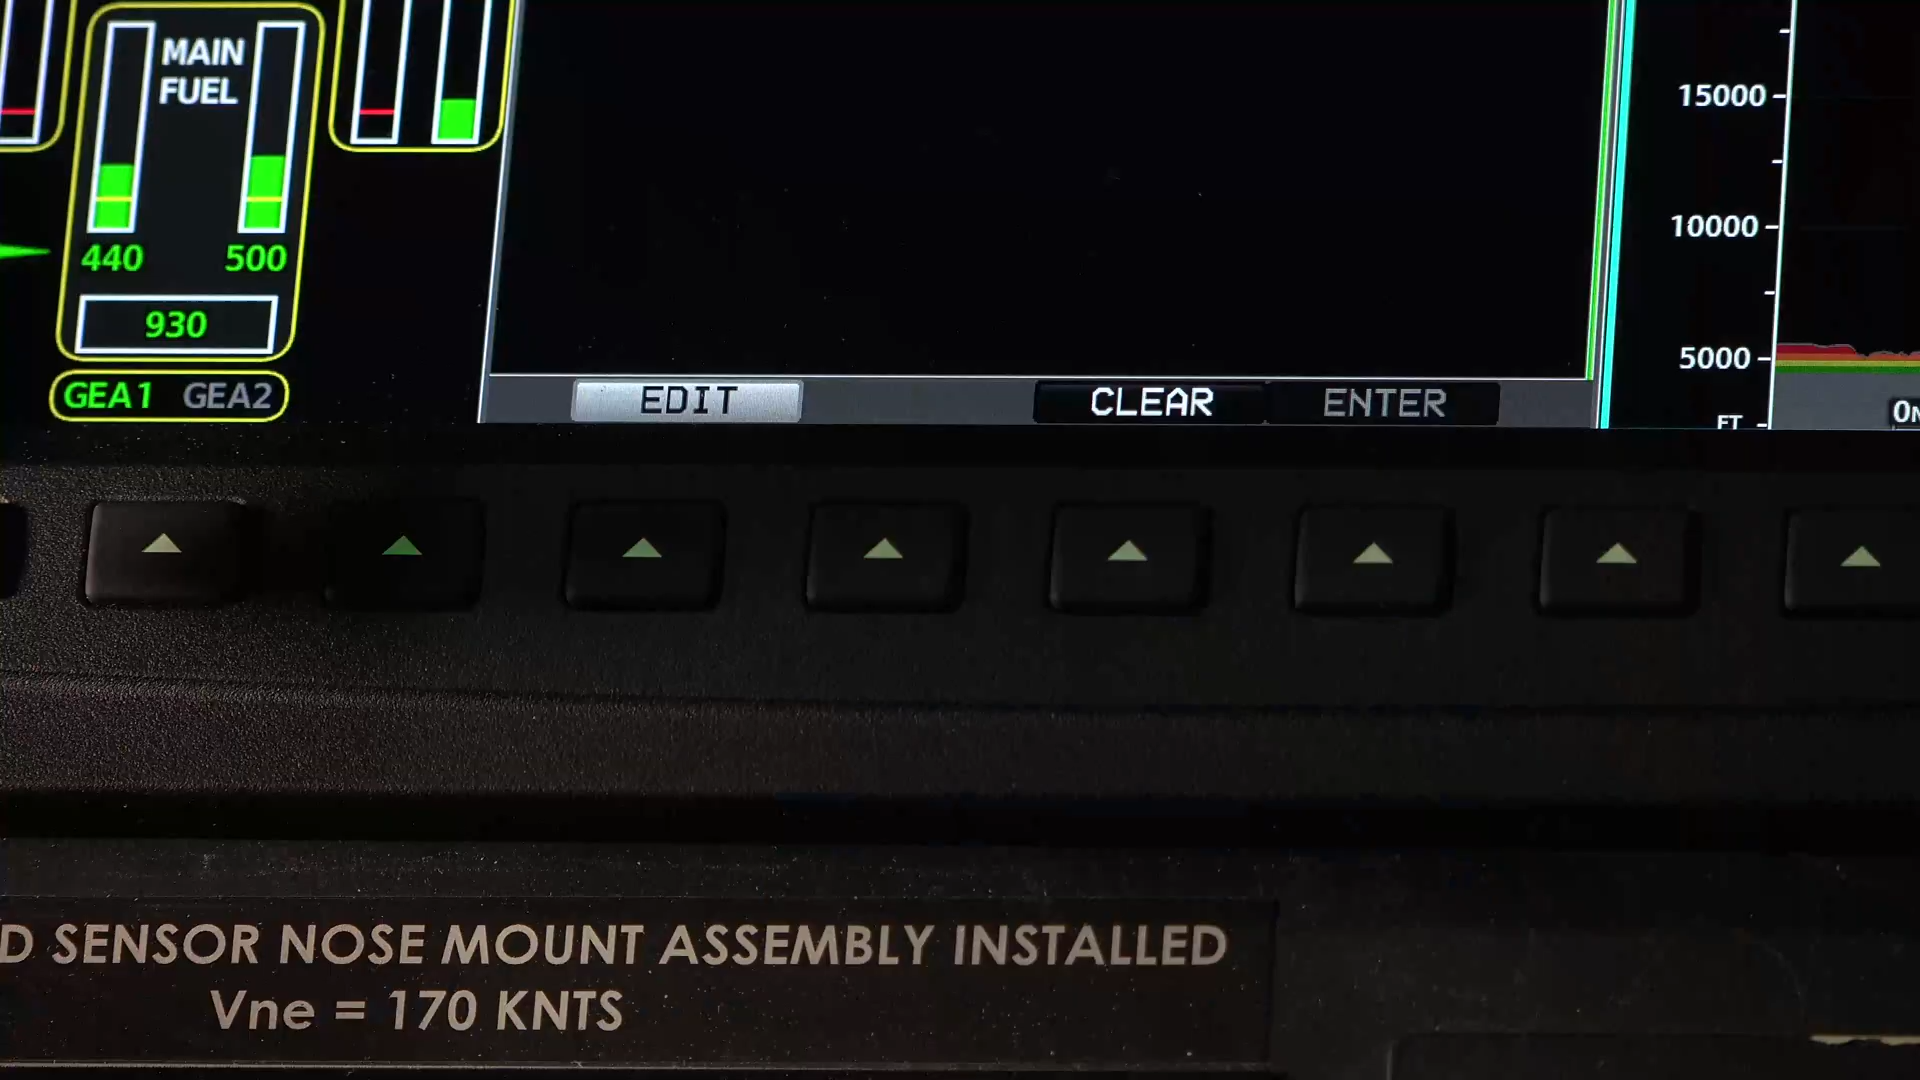 MAIN
FUEL
440 500
930
GEA1 GEA2
EDIT CLEAR ENTER
15000
10000
5000
FT
D SENSOR NOSE MOUNT ASSEMBLY INSTALLED
Vne = 170 KNTS